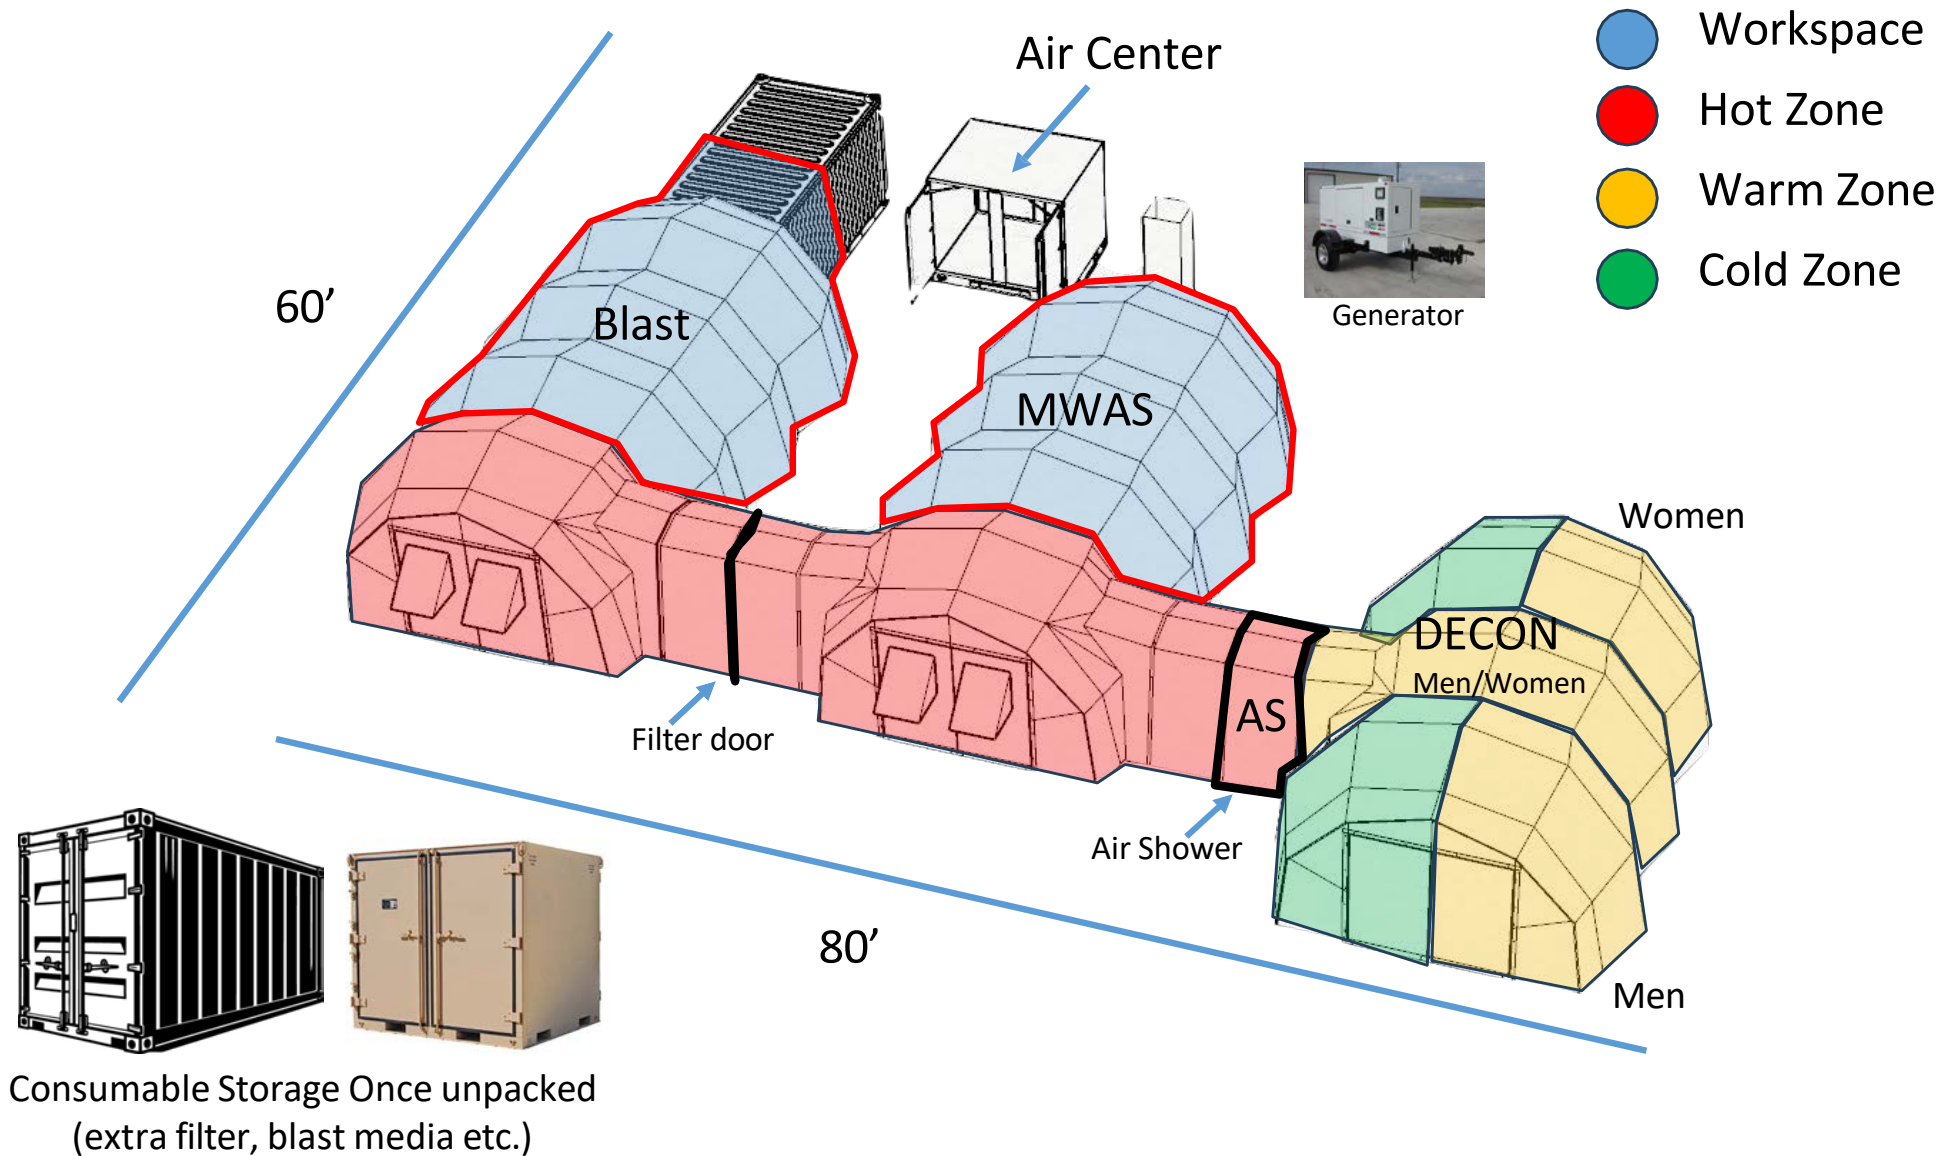 Air Center
Workspace
Hot Zone
Warm Zone
Cold Zone
60’
Blast
Generator
MWAS
Women
DECON
Men/Women
AS
Filter door
Air Shower
80’
Men
Consumable Storage Once unpacked
(extra filter, blast media etc.)